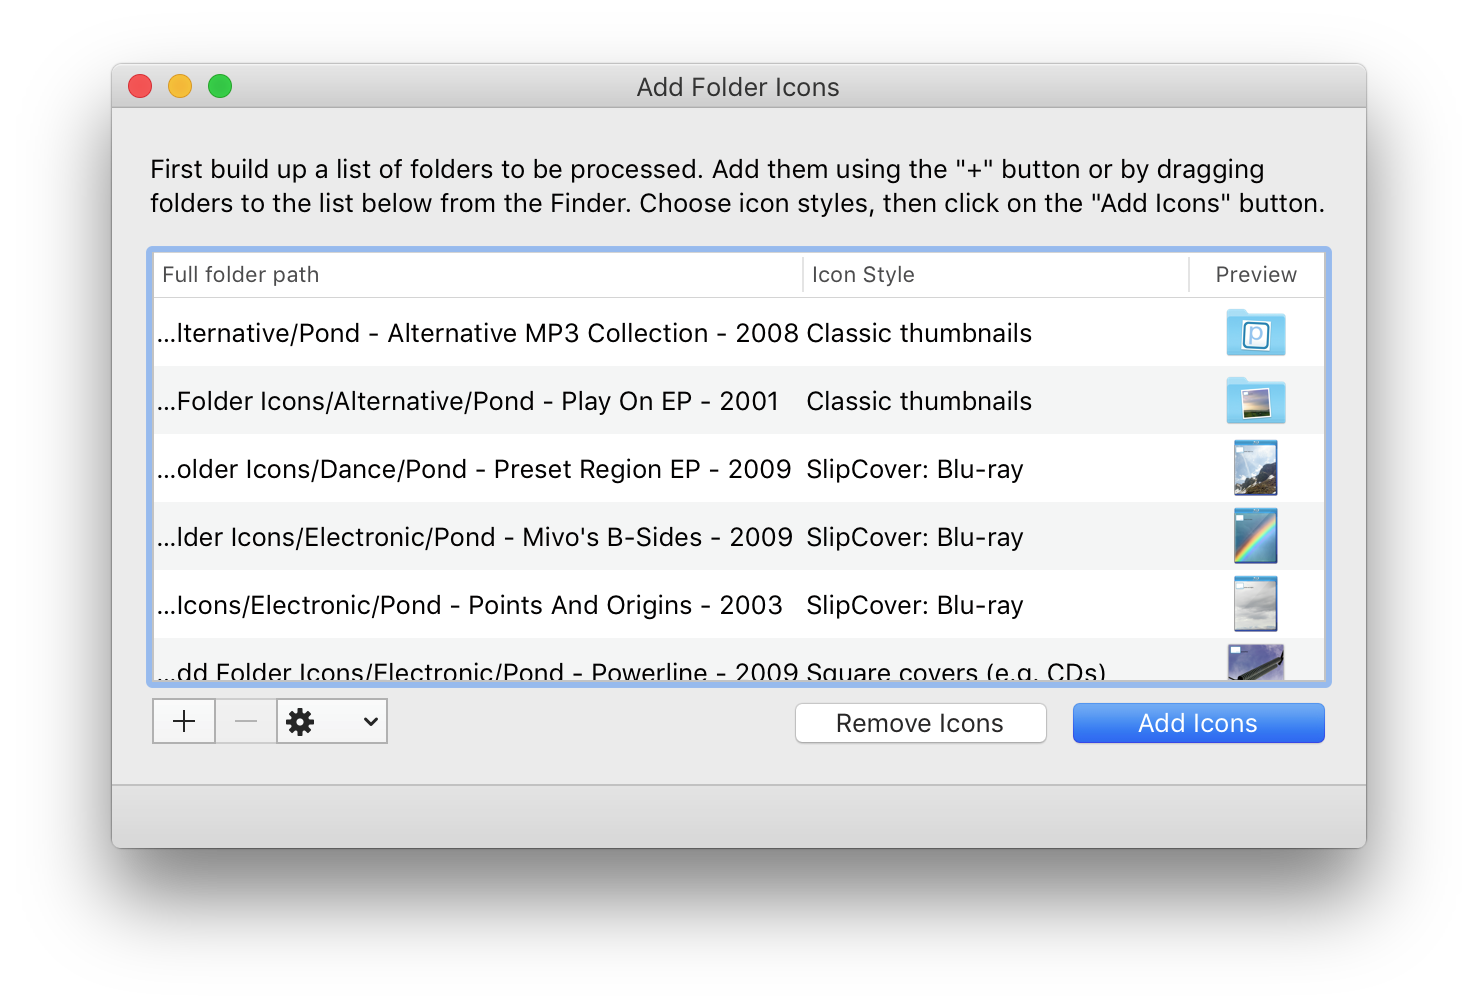 Add Folder Icons
First build up a list of folders to be processed. Add them using the "+" button or by dragging
folders to the list below from the Finder. Choose icon styles, then click on the "Add Icons" button.
Full folder path Icon Style Preview
...lternative/Pond - Alternative MP3 Collection - 2008 Classic thumbnails
p
...Folder Icons/Alternative/Pond - Play On EP - 2001 Classic thumbnails
...older Icons/Dance/Pond - Preset Region EP - 2009 SlipCover: Blu-ray
...lder Icons/Electronic/Pond - Mivo's B-Sides - 2009 SlipCover: Blu-ray
...Icons/Electronic/Pond - Points And Origins - 2003 SlipCover: Blu-ray
...dd Folder Icons/Electronic/Pond - Powerline - 2009 Square covers (e.g. CDs)
Remove Icons Add Icons